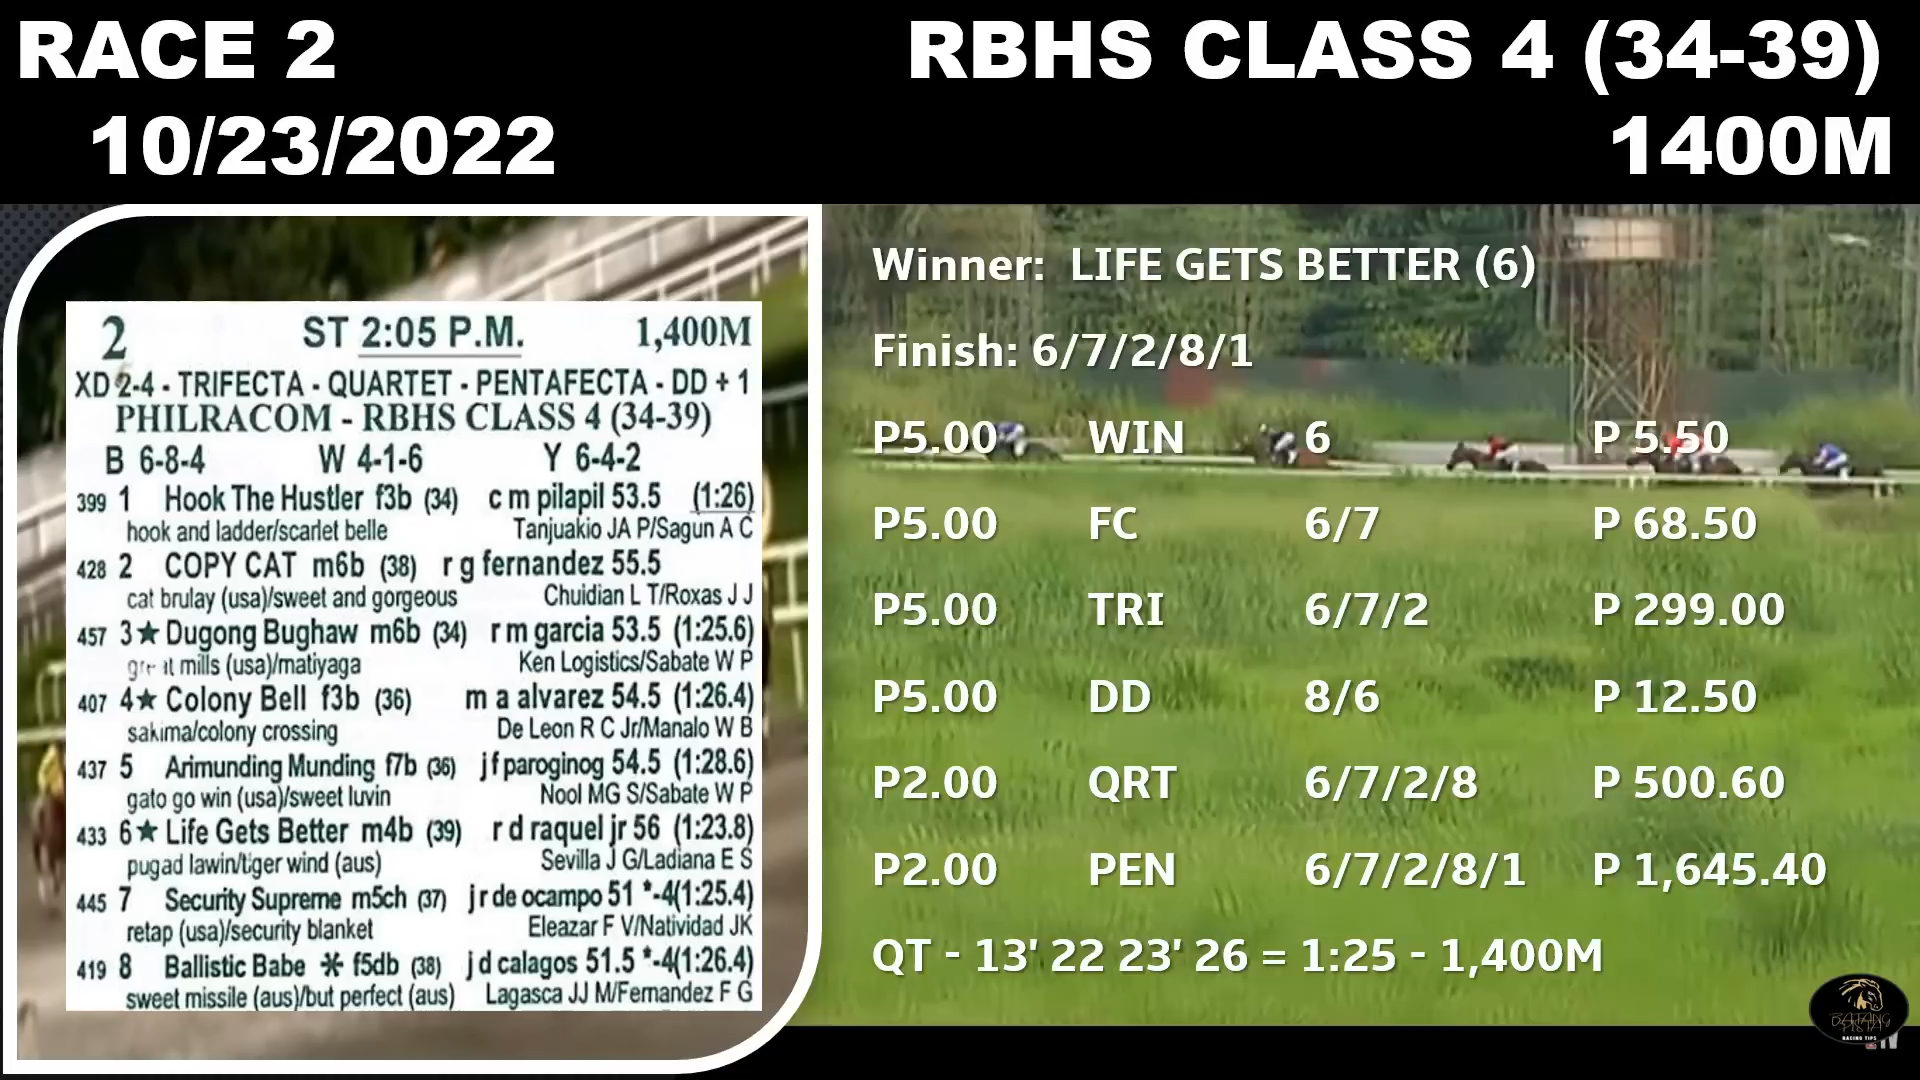 RACE 2
RBHS CLASS 4 (34-39)
10/23/2022
1400M
2 ST 2:05 P.M. 1,400M
XD 2-4 - TRIFECTA - QUARTET - PENTAFECTA - DD + 1
PHILRACOM - RBHS CLASS 4 (34-39)
B 6-8-4 W 4-1-6 Y 6-4-2
399 1 Hook The Hustler f3b (34) c m pilapil 53.5 (1:26)
hook and ladder/scarlet belle Tanjuakio JA P/Sagun A C
428 2 COPY CAT m6b (38) r g fernandez 55.5
cat brulay (usa)/sweet and gorgeous Chuidian L T/Roxas J J
457 3★ Dugong Bughaw m6b (34) r m garcia 53.5 (1:25.6)
mills (usa)/matiyaga Ken Logistics/Sabate W P
407 4★ Colony Bell f3b (36) m a alvarez 54.5 (1:26.4)
sakima/colony crossing De Leon R C Jr/Manalo W B
437 5 Arimunding Munding f7b (36) j f paroginog 54.5 (1:28.6)
gato go win (usa)/sweet luvin Nool MG S/Sabate W P
433 6★ Life Gets Better m4b (39) r d raquel jr 56 (1:23.8)
pugad lawin/tiger wind (aus) Sevilla J G/Ladiana E S
445 7 Security Supreme m5ch (37) j r de ocampo 51 *-4(1:25.4)
retap (usa)/security blanket Eleazar F V/Natividad JK
419 8 Ballistic Babe ✻ f5db (38) j d calagos 51.5 *-4(1:26.4)
sweet missile (aus)/but perfect (aus) Lagasca JJ M/Fernandez F G
Winner: LIFE GETS BETTER (6)
Finish: 6/7/2/8/1
P5.00 WIN 6 P 5.50
P5.00 FC 6/7 P 68.50
P5.00 TRI 6/7/2 P 299.00
P5.00 DD 8/6 P 12.50
P2.00 QRT 6/7/2/8 P 500.60
P2.00 PEN 6/7/2/8/1 P 1,645.40
QT - 13' 22 23' 26 = 1:25 - 1,400M
BATANG
PISTA
RACING TIPS